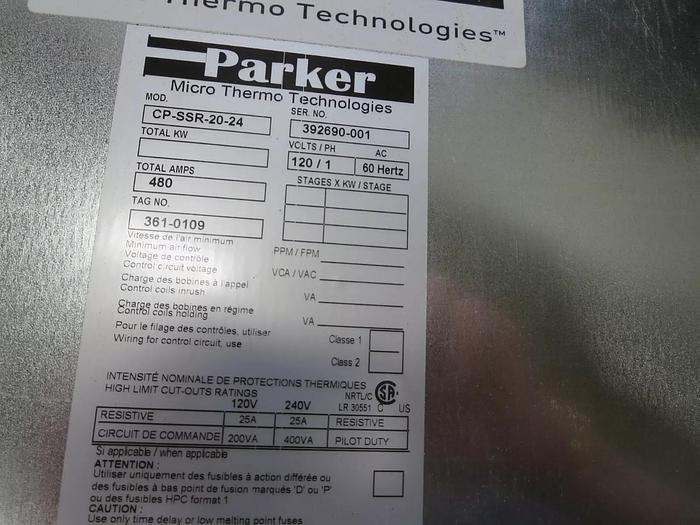 Thermo Technologies™
Parker
Micro Thermo Technologies
MOD.
CP-SSR-20-24
SER. NO.
392690-001
TOTAL KW
VOLTS / PH
AC
120 / 1
60 Hertz
TOTAL AMPS
480
STAGES X KW / STAGE
TAG NO.
361-0109
Vitesse de l'air minimum
Minimum air flow
PPM / FPM
Voltage de contrôle
Control circuit voltage
VCA / VAC
Charge des bobines à l appel
Control coils inrush
VA
Charge des bobines en régime
Control coils holding
VA
Pour le filage des contrôles, utiliser
Wiring for control circuit, use
Classe 1
Class 2
INTENSITÉ NOMINALE DE PROTECTIONS THERMIQUES
HIGH LIMIT CUT-OUTS RATINGS
NRTL/C
LR 30551 C US
120V 240V
RESISTIVE 25A 25A RESISTIVE
CIRCUIT DE COMMANDE 200VA 400VA PILOT DUTY
Si applicable / when applicable
ATTENTION :
Utiliser uniquement des fusibles à action différée ou
des fusibles à bas point de fusion marqués 'D' ou 'P'
ou des fusibles HPC format 1
CAUTION :
Use only time delay or low melting point fuses